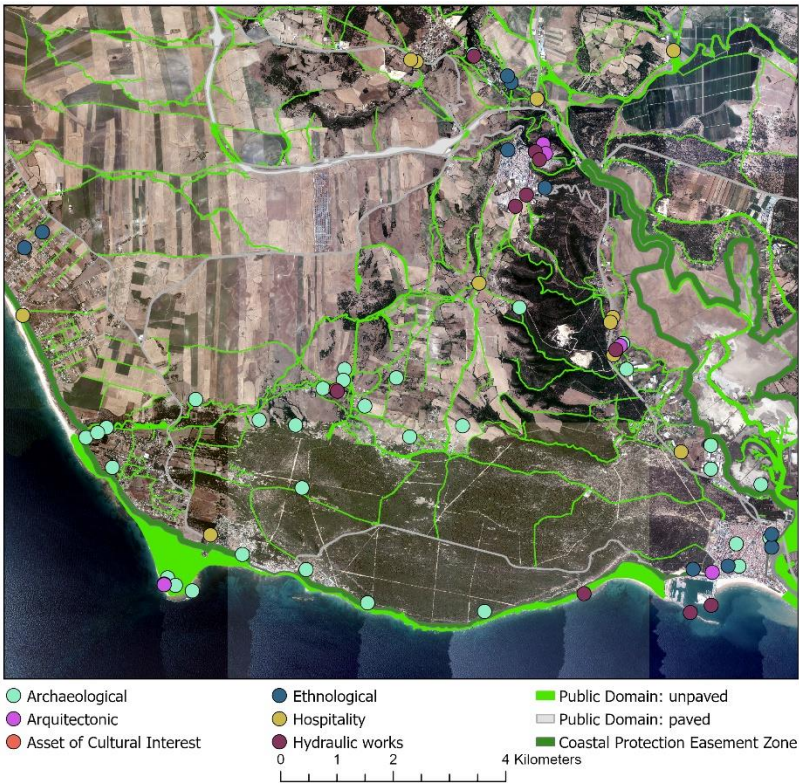 Archaeological
Arquitectonic
Asset of Cultural Interest
Ethnological
Hospitality
Hydraulic works
Public Domain: unpaved
Public Domain: paved
Coastal Protection Easement Zone
0 1 2 4 Kilometers